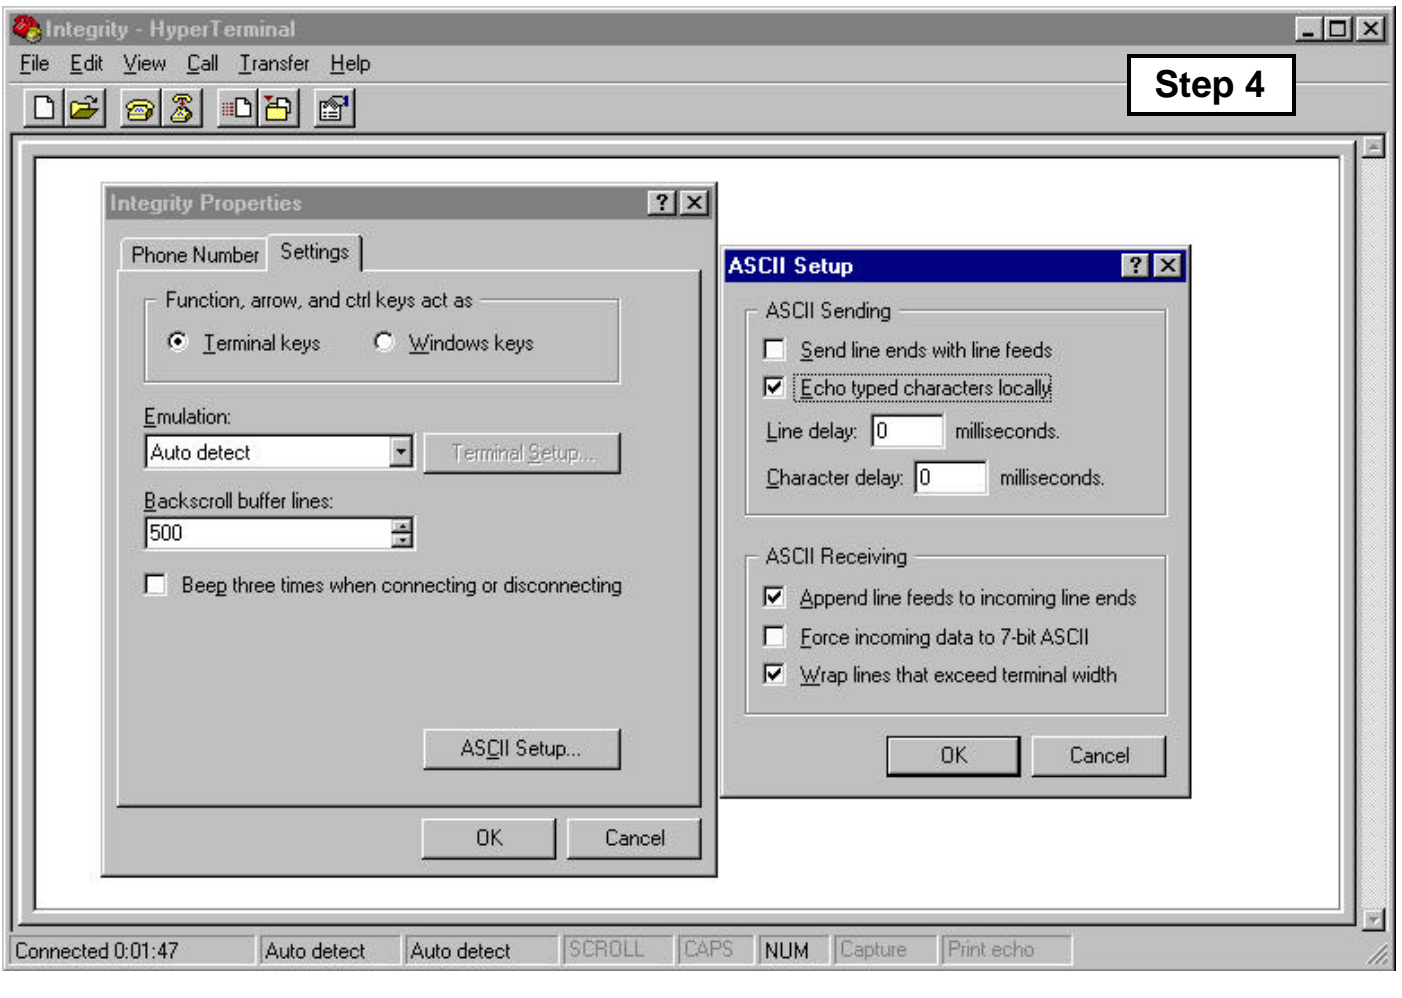 Integrity - HyperTerminal
File Edit View Call Transfer Help
Step 4
Integrity Properties
Phone Number Settings
Function, arrow, and ctrl keys act as
Terminal keys Windows keys
Emulation:
Auto detect Terminal Setup...
Backscroll buffer lines:
500
Beep three times when connecting or disconnecting
ASCII Setup...
OK Cancel
ASCII Setup
ASCII Sending
Send line ends with line feeds
Echo typed characters locally
Line delay: 0 milliseconds.
Character delay: 0 milliseconds.
ASCII Receiving
Append line feeds to incoming line ends
Force incoming data to 7-bit ASCII
Wrap lines that exceed terminal width
OK Cancel
Connected 0:01:47 Auto detect Auto detect SCROLL CAPS NUM Capture Print echo